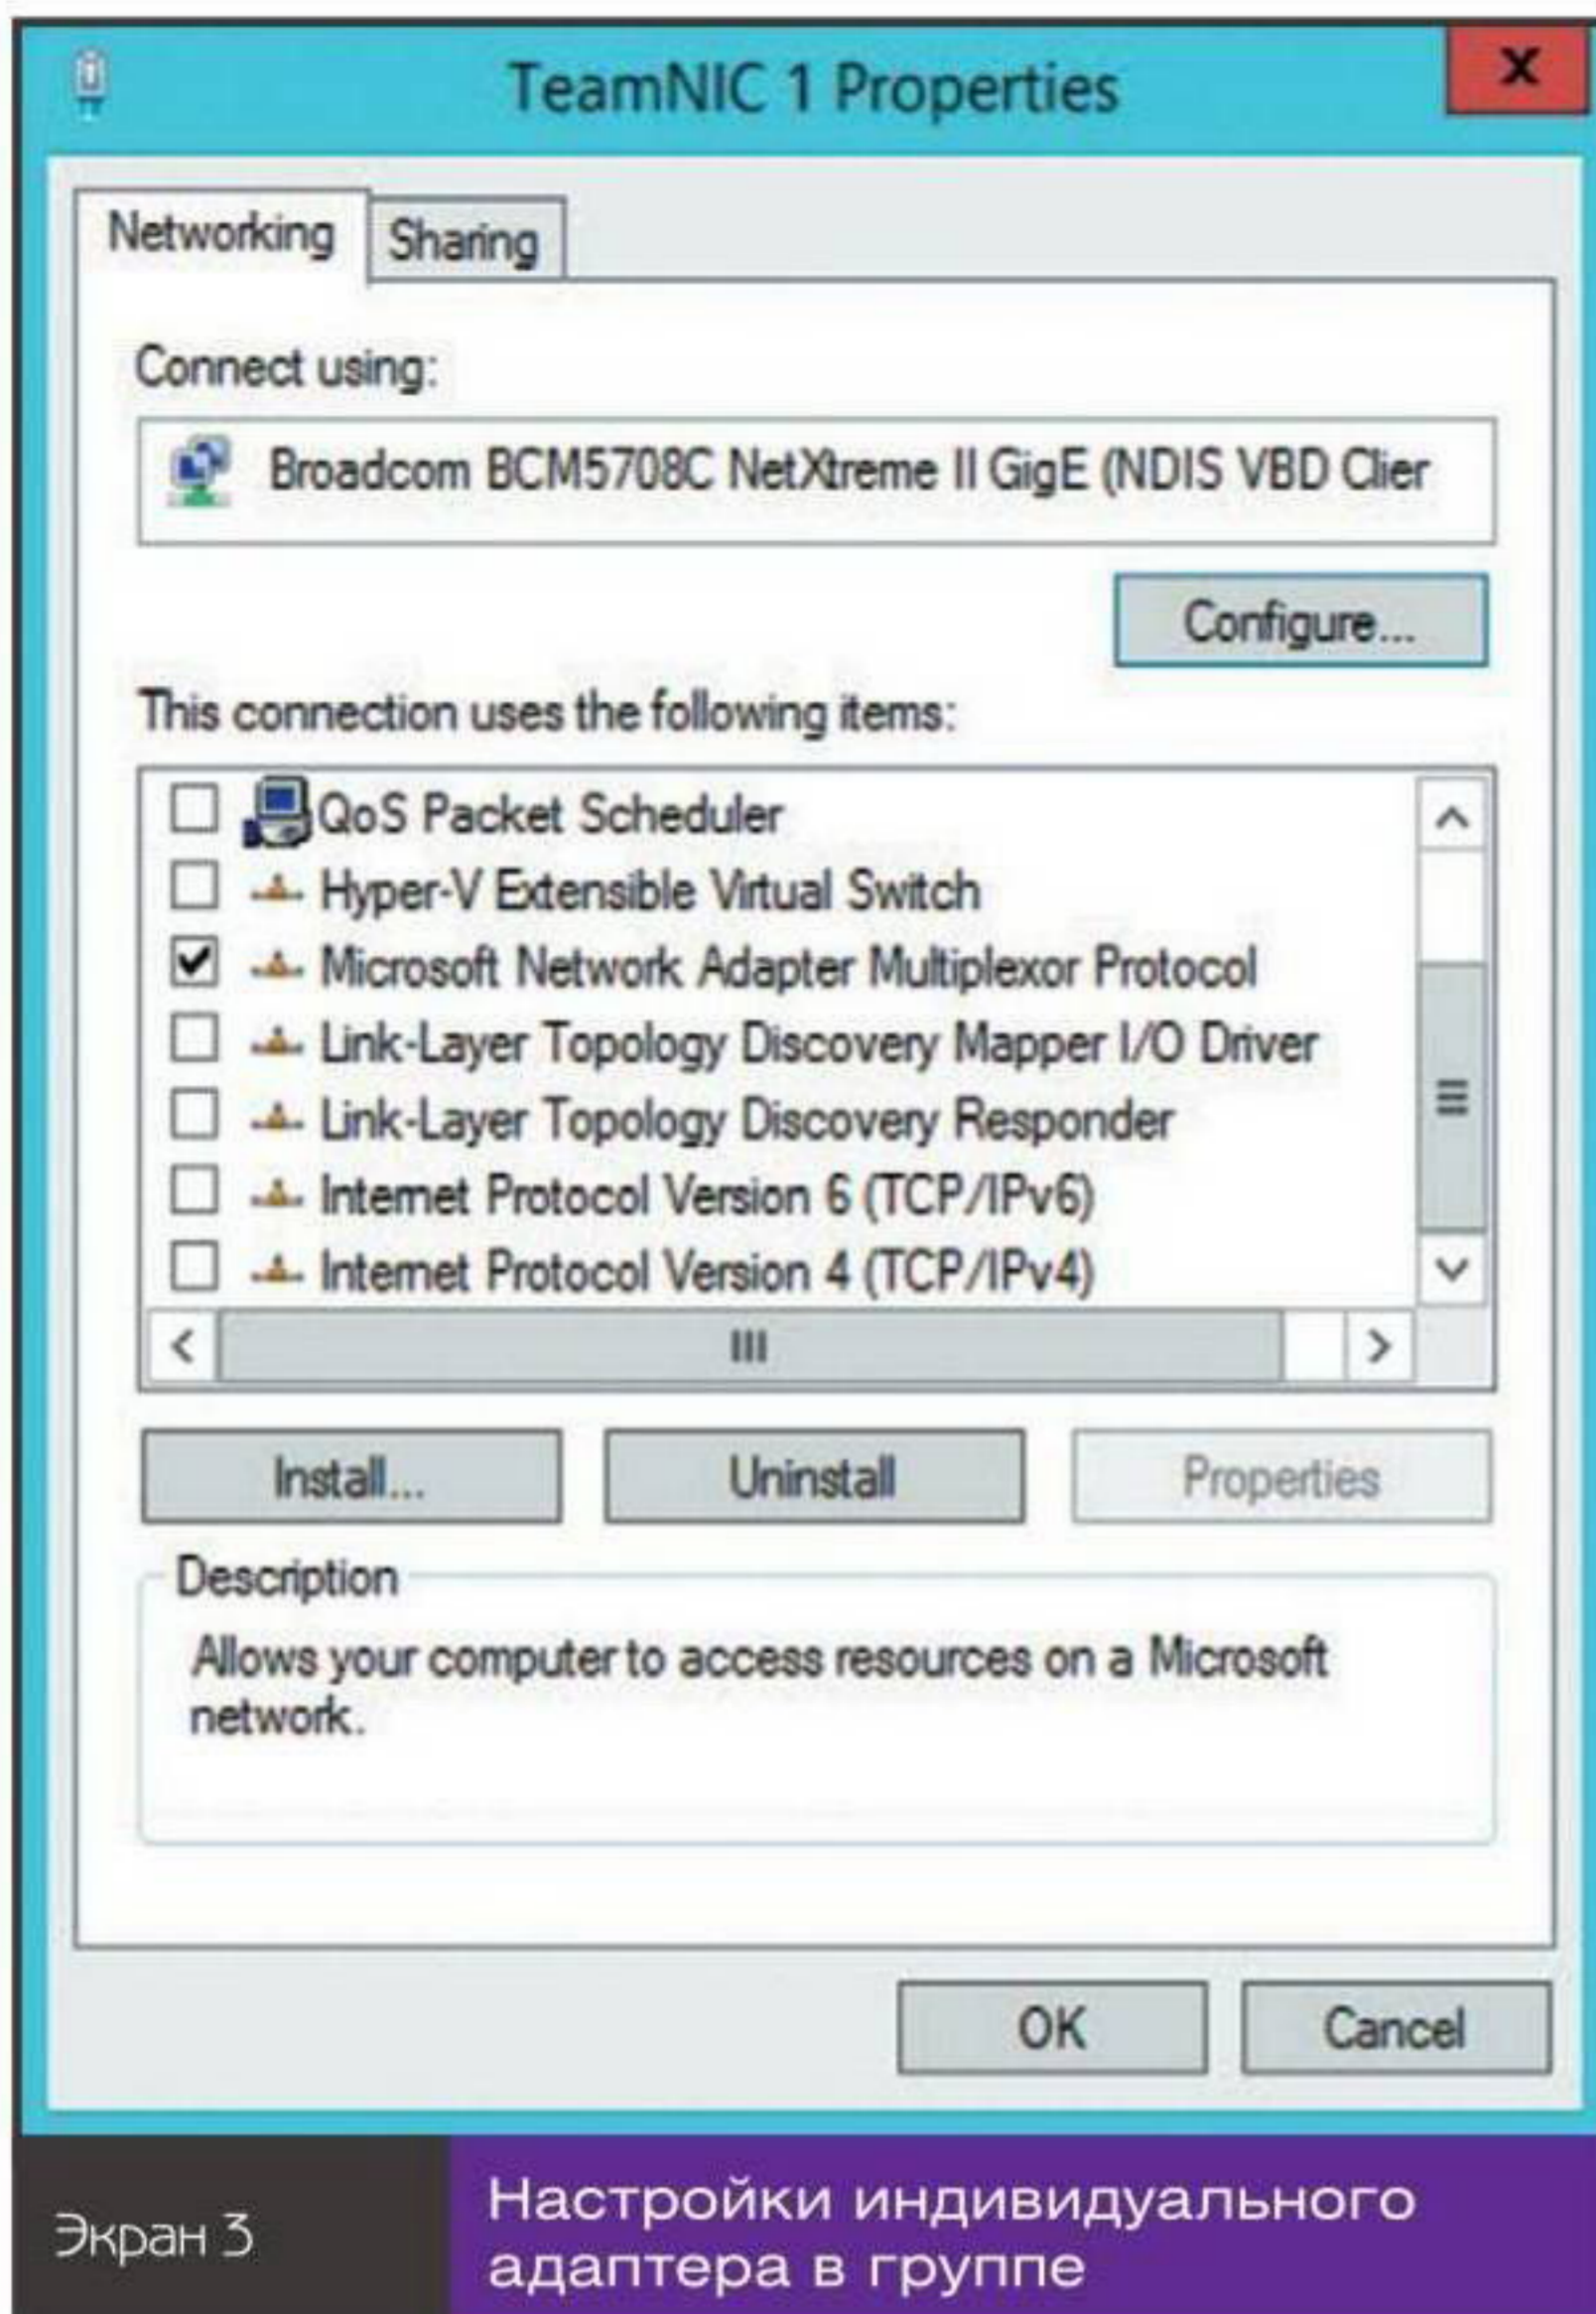 TeamNIC 1 Properties
X
Networking
Sharing
Connect using:
Broadcom BCM5708C NetXtreme II GigE (NDIS VBD Clier
Configure...
This connection uses the following items:
QoS Packet Scheduler
Hyper-V Extensible Virtual Switch
Microsoft Network Adapter Multiplexor Protocol
Link-Layer Topology Discovery Mapper I/O Driver
Link-Layer Topology Discovery Responder
Internet Protocol Version 6 (TCP/IPv6)
Internet Protocol Version 4 (TCP/IPv4)
Install...
Uninstall
Properties
Description
Allows your computer to access resources on a Microsoft
network.
OK
Cancel
Экран 3
Настройки индивидуального
адаптера в группе